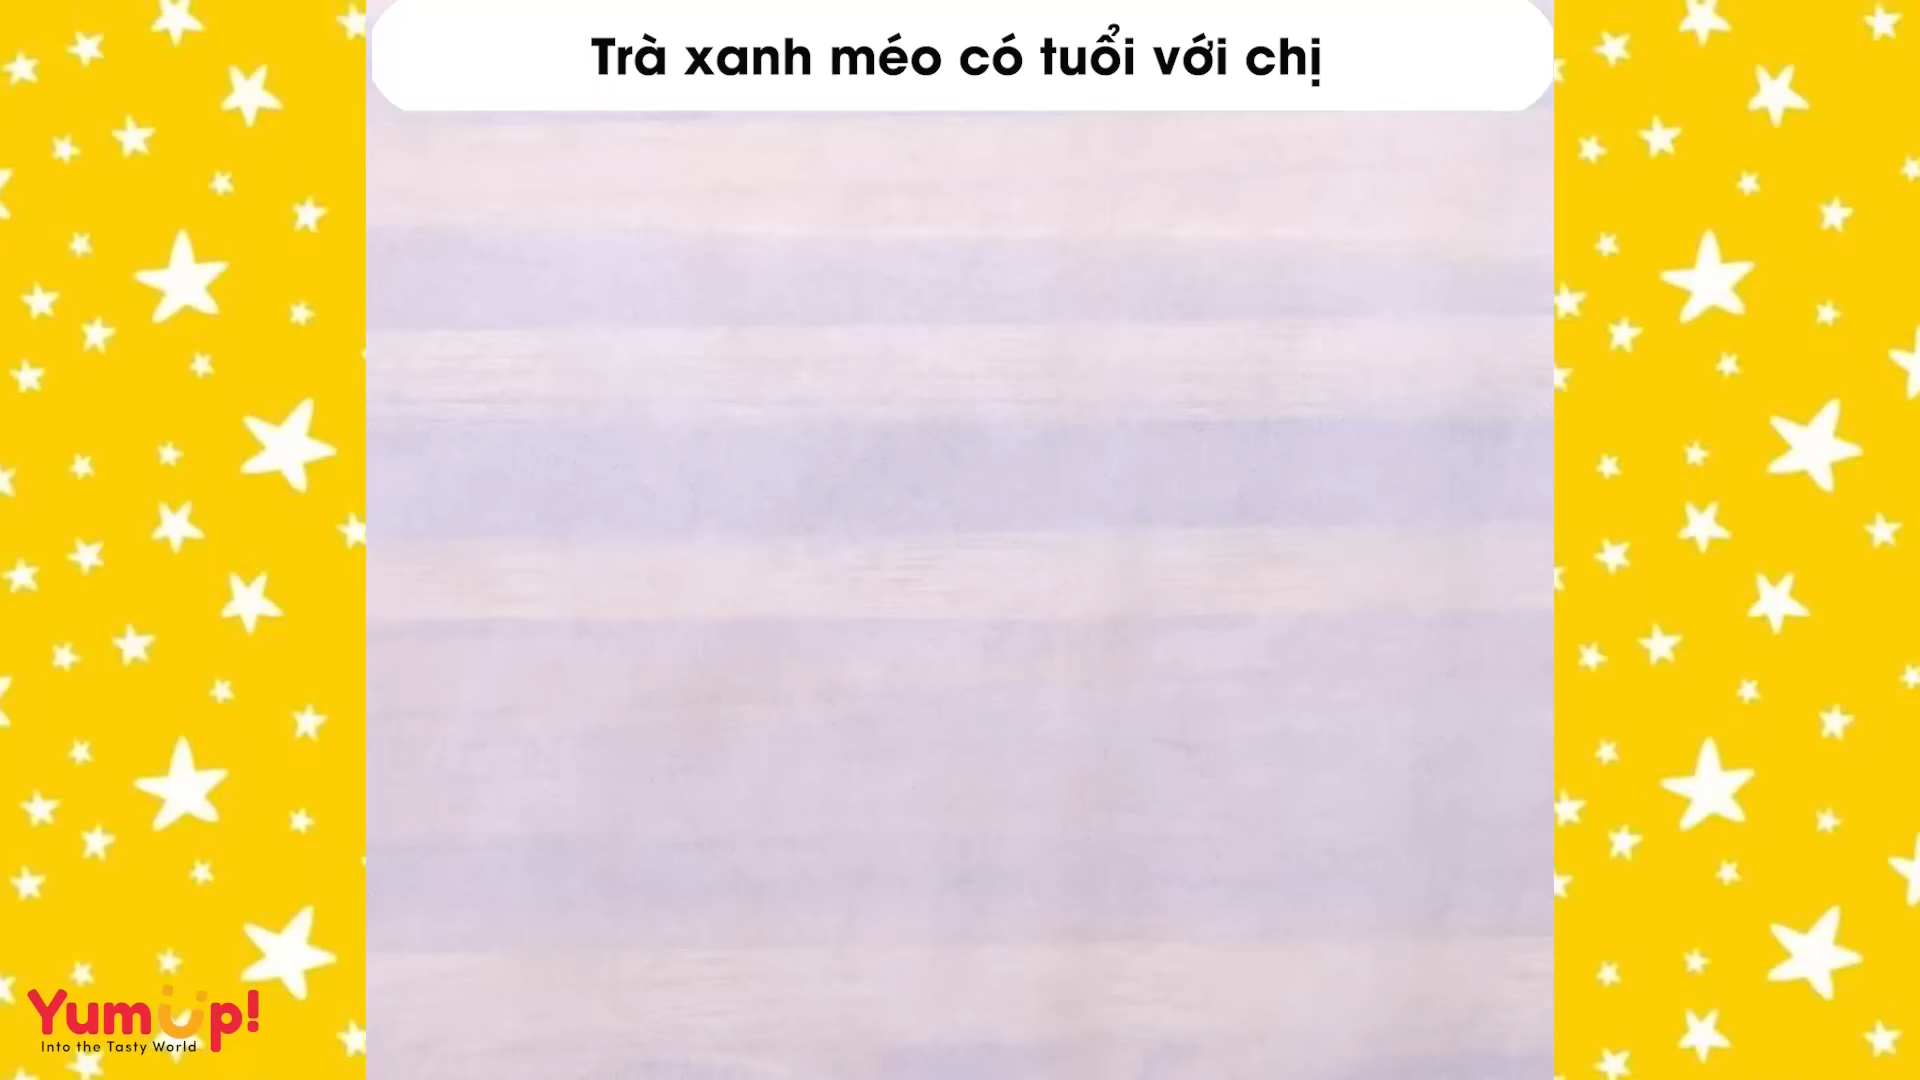 Trà xanh méo có tuổi với chị
YumUp!
Into the Tasty World